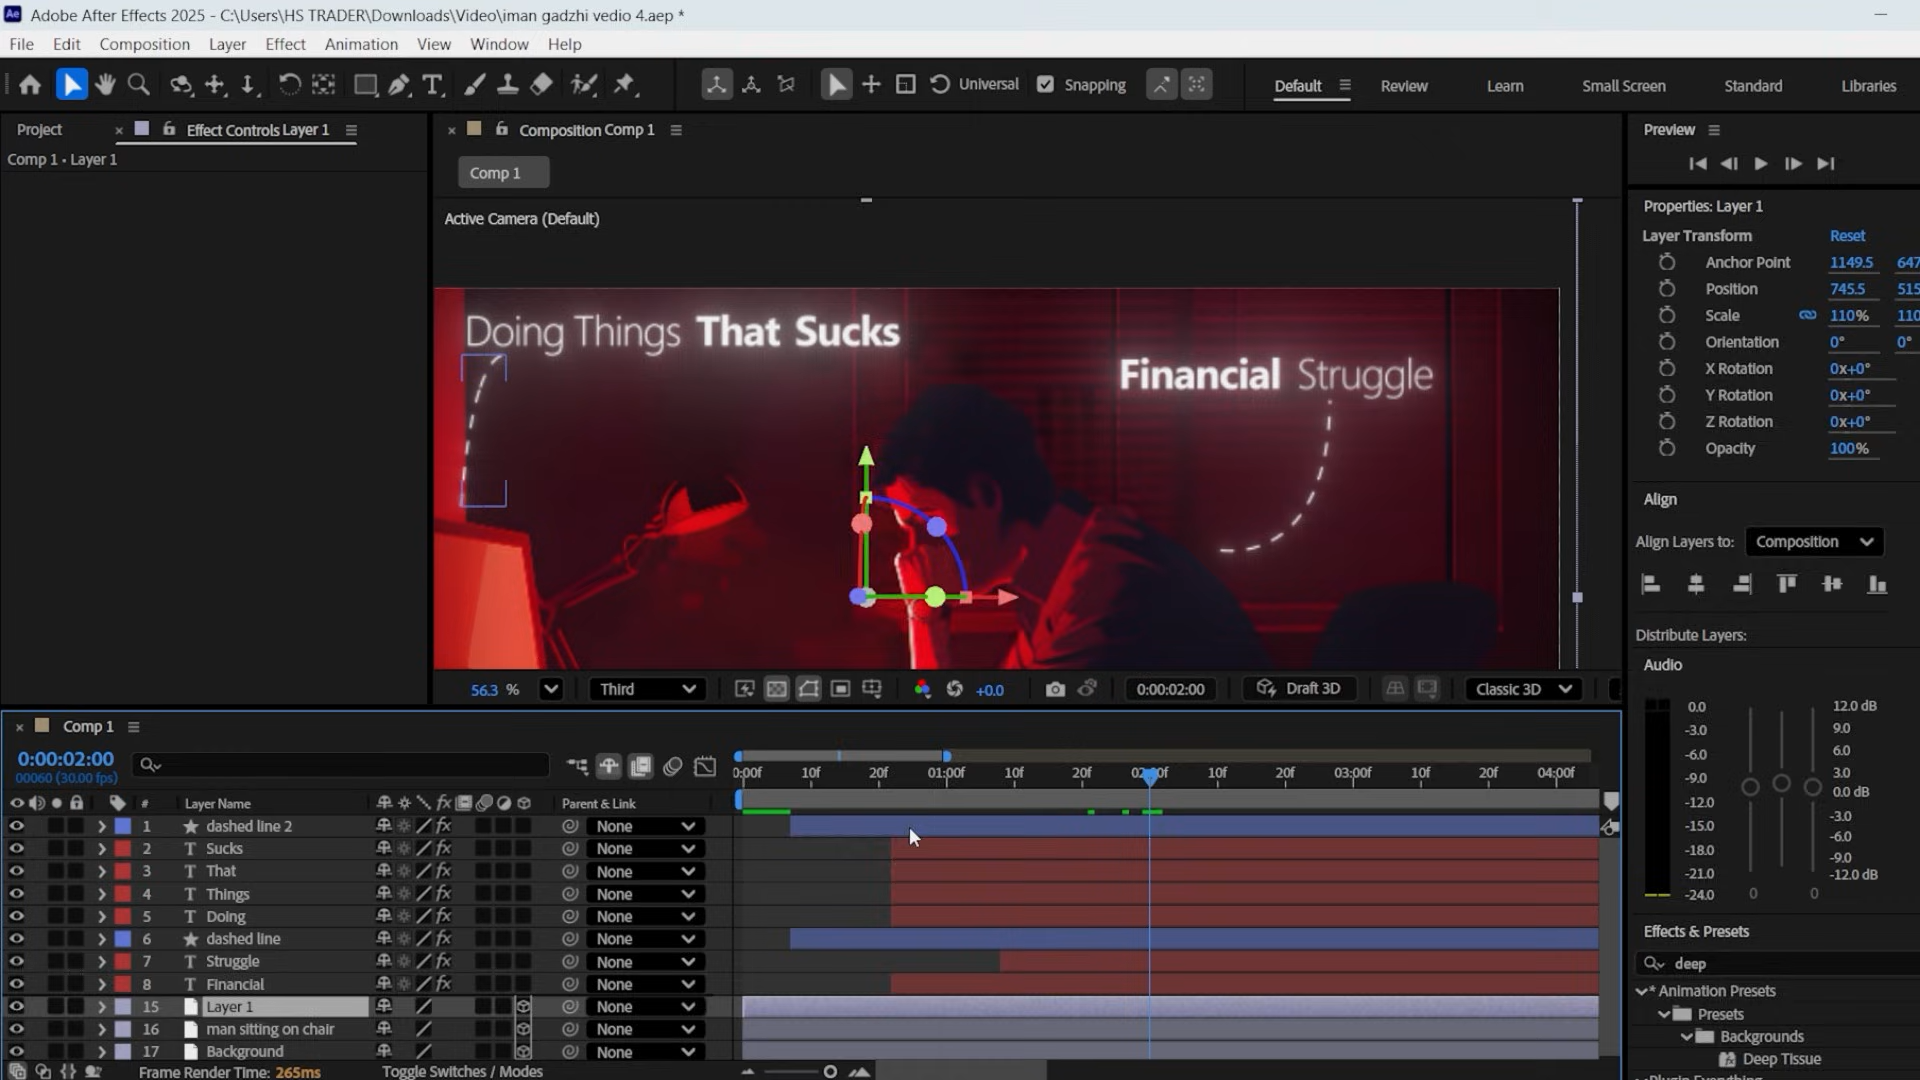 Adobe After Effects 2025 - C:\Users\HS TRADER\Downloads\Video\iman gadzhi vedio 4.aep *
File Edit Composition Layer Effect Animation View Window Help
Universal Snapping Default Review Learn Small Screen Standard Libraries
Project Effect Controls Layer 1
Comp 1 • Layer 1
Composition Comp 1
Comp 1
Active Camera (Default)
Doing Things That Sucks
Financial Struggle
56.3 % Third +0.0 0:00:02:00 Draft 3D Classic 3D
Preview
Properties: Layer 1
Layer Transform Reset
Anchor Point 1149.5 647
Position 745.5 515
Scale 110% 110
Orientation 0° 0°
X Rotation 0x+0°
Y Rotation 0x+0°
Z Rotation 0x+0°
Opacity 100%
Align
Align Layers to: Composition
Distribute Layers:
Audio
0.0 12.0 dB
-3.0 9.0
-6.0 6.0
-9.0 3.0
-12.0 0.0 dB
-15.0 -3.0
-18.0 -6.0
-21.0 -9.0
-24.0 0 0 -12.0 dB
Effects & Presets
deep
* Animation Presets
Presets
Backgrounds
Deep Tissue
Comp 1
0:00:02:00
00060 (30.00 fps)
0:00f 10f 20f 01:00f 10f 20f 02:00f 10f 20f 03:00f 10f 20f 04:00f
# Layer Name fx Parent & Link
1 dashed line 2 fx None
2 T Sucks fx None
3 T That fx None
4 T Things fx None
5 T Doing fx None
6 dashed line fx None
7 T Struggle fx None
8 T Financial fx None
15 Layer 1 None
16 man sitting on chair None
17 Background None
Frame Render Time: 265ms Toggle Switches / Modes